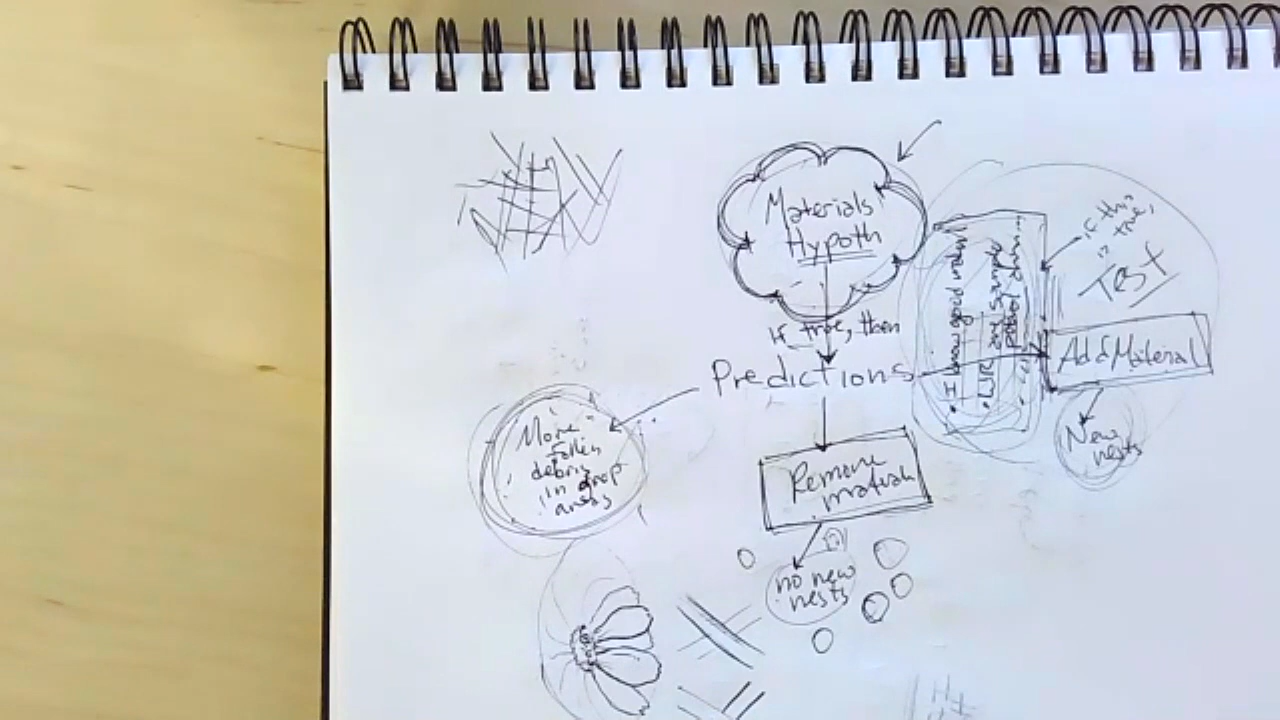 Materials
Hypoth
if this
is true,
Test
If true, then
Predictions
Add Material
New
nests
More
fallen
debris
in drop
areas
Remove
material
no new
nests